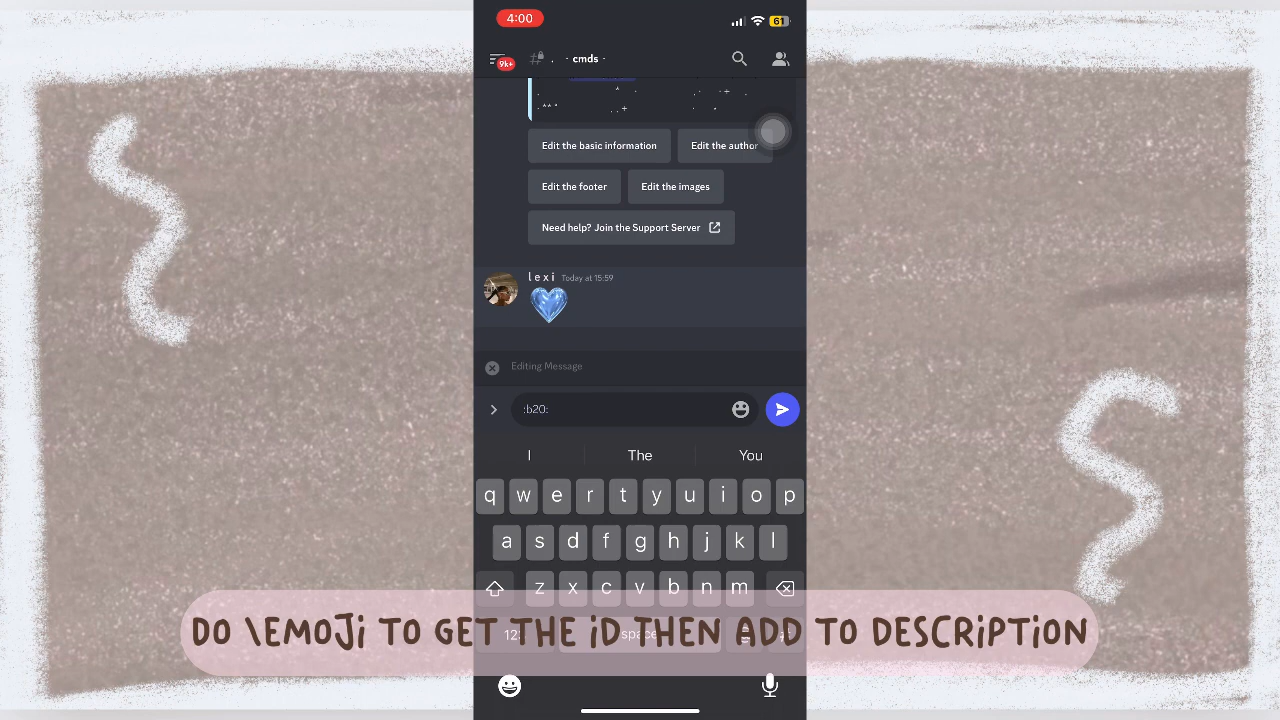 4:00
61
9k+
cmds
Edit the basic information
Edit the author
Edit the footer
Edit the images
Need help? Join the Support Server
lexi Today at 15:59
Editing Message
:b20:
I The You
q w e r t y u i o p
a s d f g h j k l
z x c v b n m
DO \EMOJI TO GET THE ID THEN ADD TO DESCRIPTION